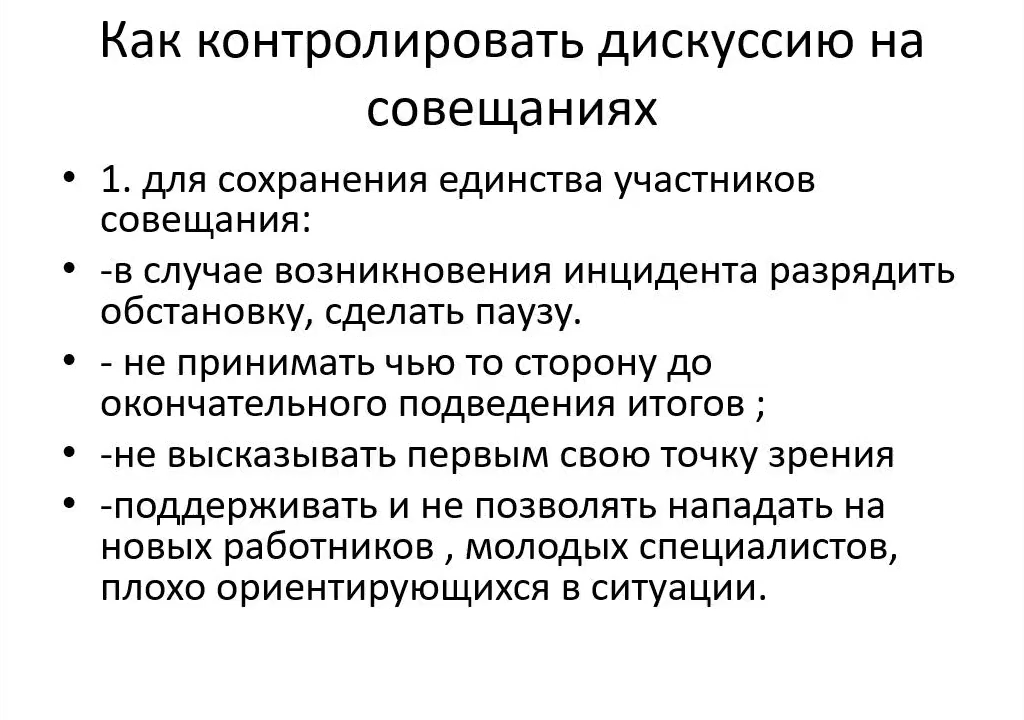 Как контролировать дискуссию на
совещаниях
• 1. для сохранения единства участников
совещания:
• -в случае возникновения инцидента разрядить
обстановку, сделать паузу.
• - не принимать чью то сторону до
окончательного подведения итогов ;
• -не высказывать первым свою точку зрения
• -поддерживать и не позволять нападать на
новых работников , молодых специалистов,
плохо ориентирующихся в ситуации.